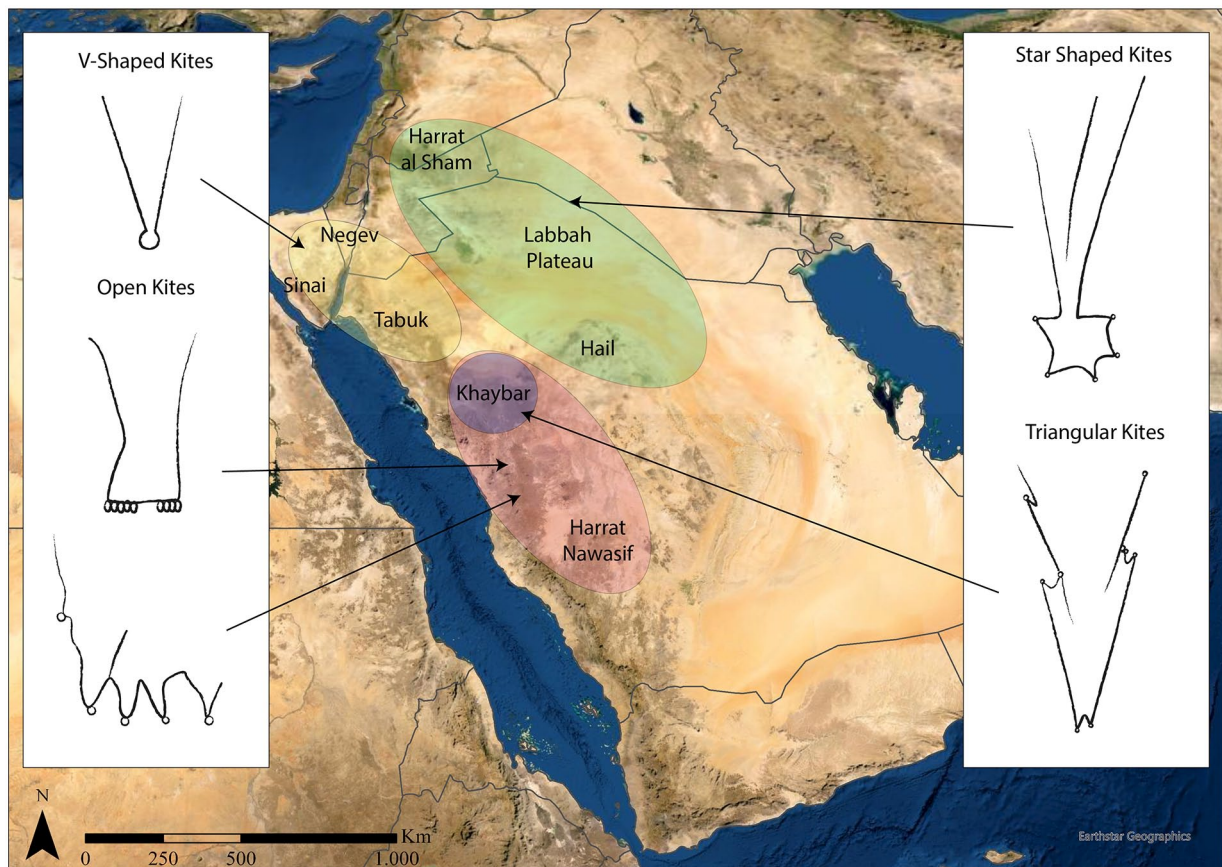 V-Shaped Kites
Open Kites
Harrat
al Sham
Negev
Sinai
Tabuk
Labbah
Plateau
Hail
Khaybar
Harrat
Nawasif
Star Shaped Kites
Triangular Kites
N
Km
0 250 500 1.000
Earthstar Geographics